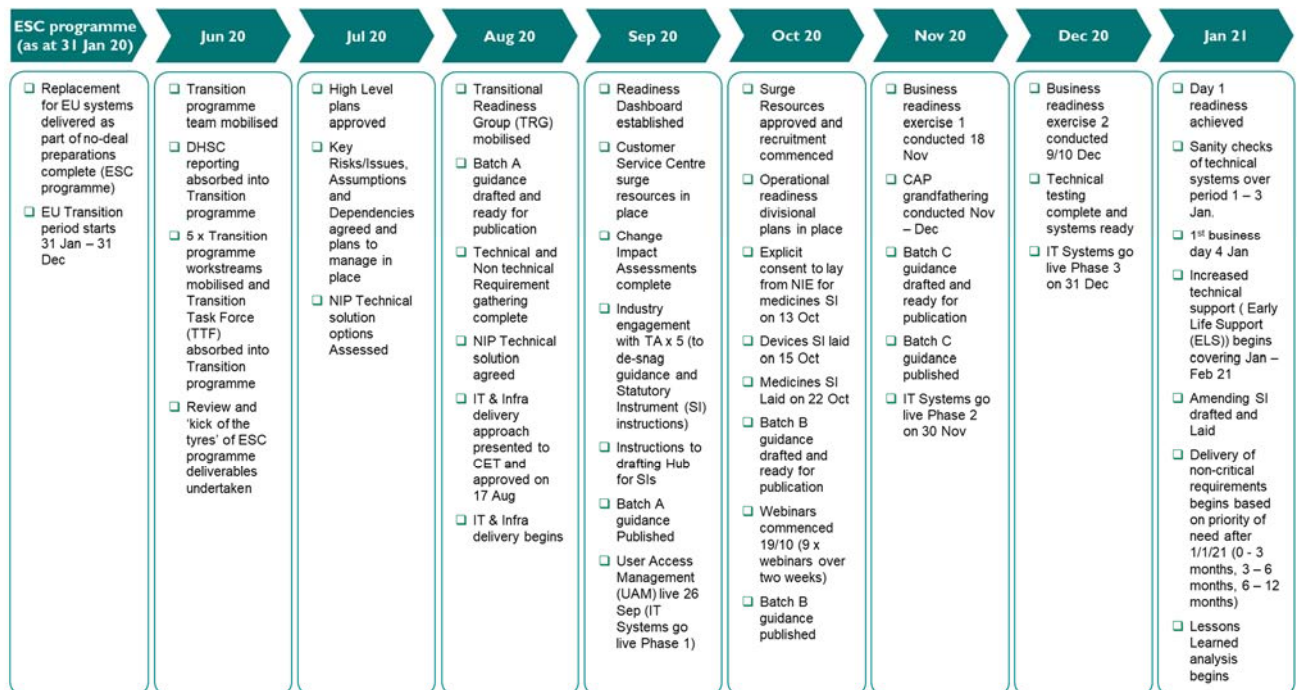 ESC programme
(as at 31 Jan 20)
Jun 20
Jul 20
Aug 20
Sep 20
Oct 20
Nov 20
Dec 20
Jan 21
Replacement
for EU systems
delivered as
part of no-deal
preparations
complete (ESC
programme)
EU Transition
period starts
31 Jan – 31
Dec
Transition
programme
team mobilised
DHSC
reporting
absorbed into
Transition
programme
5 x Transition
programme
workstreams
mobilised and
Transition
Task Force
(TTF)
absorbed into
Transition
programme
Review and
‘kick of the
tyres’ of ESC
programme
deliverables
undertaken
High Level
plans
approved
Key
Risks/Issues,
Assumptions
and
Dependencies
agreed and
plans to
manage in
place
NIP Technical
solution
options
Assessed
Transitional
Readiness
Group (TRG)
mobilised
Batch A
guidance
drafted and
ready for
publication
Technical and
Non technical
Requirement
gathering
complete
NIP Technical
solution
agreed
IT & Infra
delivery
approach
presented to
CET and
approved on
17 Aug
IT & Infra
delivery begins
Readiness
Dashboard
established
Customer
Service Centre
surge
resources in
place
Change
Impact
Assessments
complete
Industry
engagement
with TA x 5 (to
de-snag
guidance and
Statutory
Instrument (SI)
instructions)
Instructions to
drafting Hub
for SIs
Batch A
guidance
Published
User Access
Management
(UAM) live 26
Sep (IT
Systems go
live Phase 1)
Surge
Resources
approved and
recruitment
commenced
Operational
readiness
divisional
plans in place
Explicit
consent to lay
from NIE for
medicines SI
on 13 Oct
Devices SI laid
on 15 Oct
Medicines SI
Laid on 22 Oct
Batch B
guidance
drafted and
ready for
publication
Webinars
commenced
19/10 (9 x
webinars over
two weeks)
Batch B
guidance
published
Business
readiness
exercise 1
conducted 18
Nov
CAP
grandfathering
conducted Nov
– Dec
Batch C
guidance
drafted and
ready for
publication
Batch C
guidance
published
IT Systems go
live Phase 2
on 30 Nov
Business
readiness
exercise 2
conducted
9/10 Dec
Technical
testing
complete and
systems ready
IT Systems go
live Phase 3
on 31 Dec
Day 1
readiness
achieved
Sanity checks
of technical
systems over
period 1 – 3
Jan.
1st business
day 4 Jan
Increased
technical
support ( Early
Life Support
(ELS)) begins
covering Jan –
Feb 21
Amending SI
drafted and
Laid
Delivery of
non-critical
requirements
begins based
on priority of
need after
1/1/21 (0 - 3
months, 3 – 6
months, 6 – 12
months)
Lessons
Learned
analysis
begins